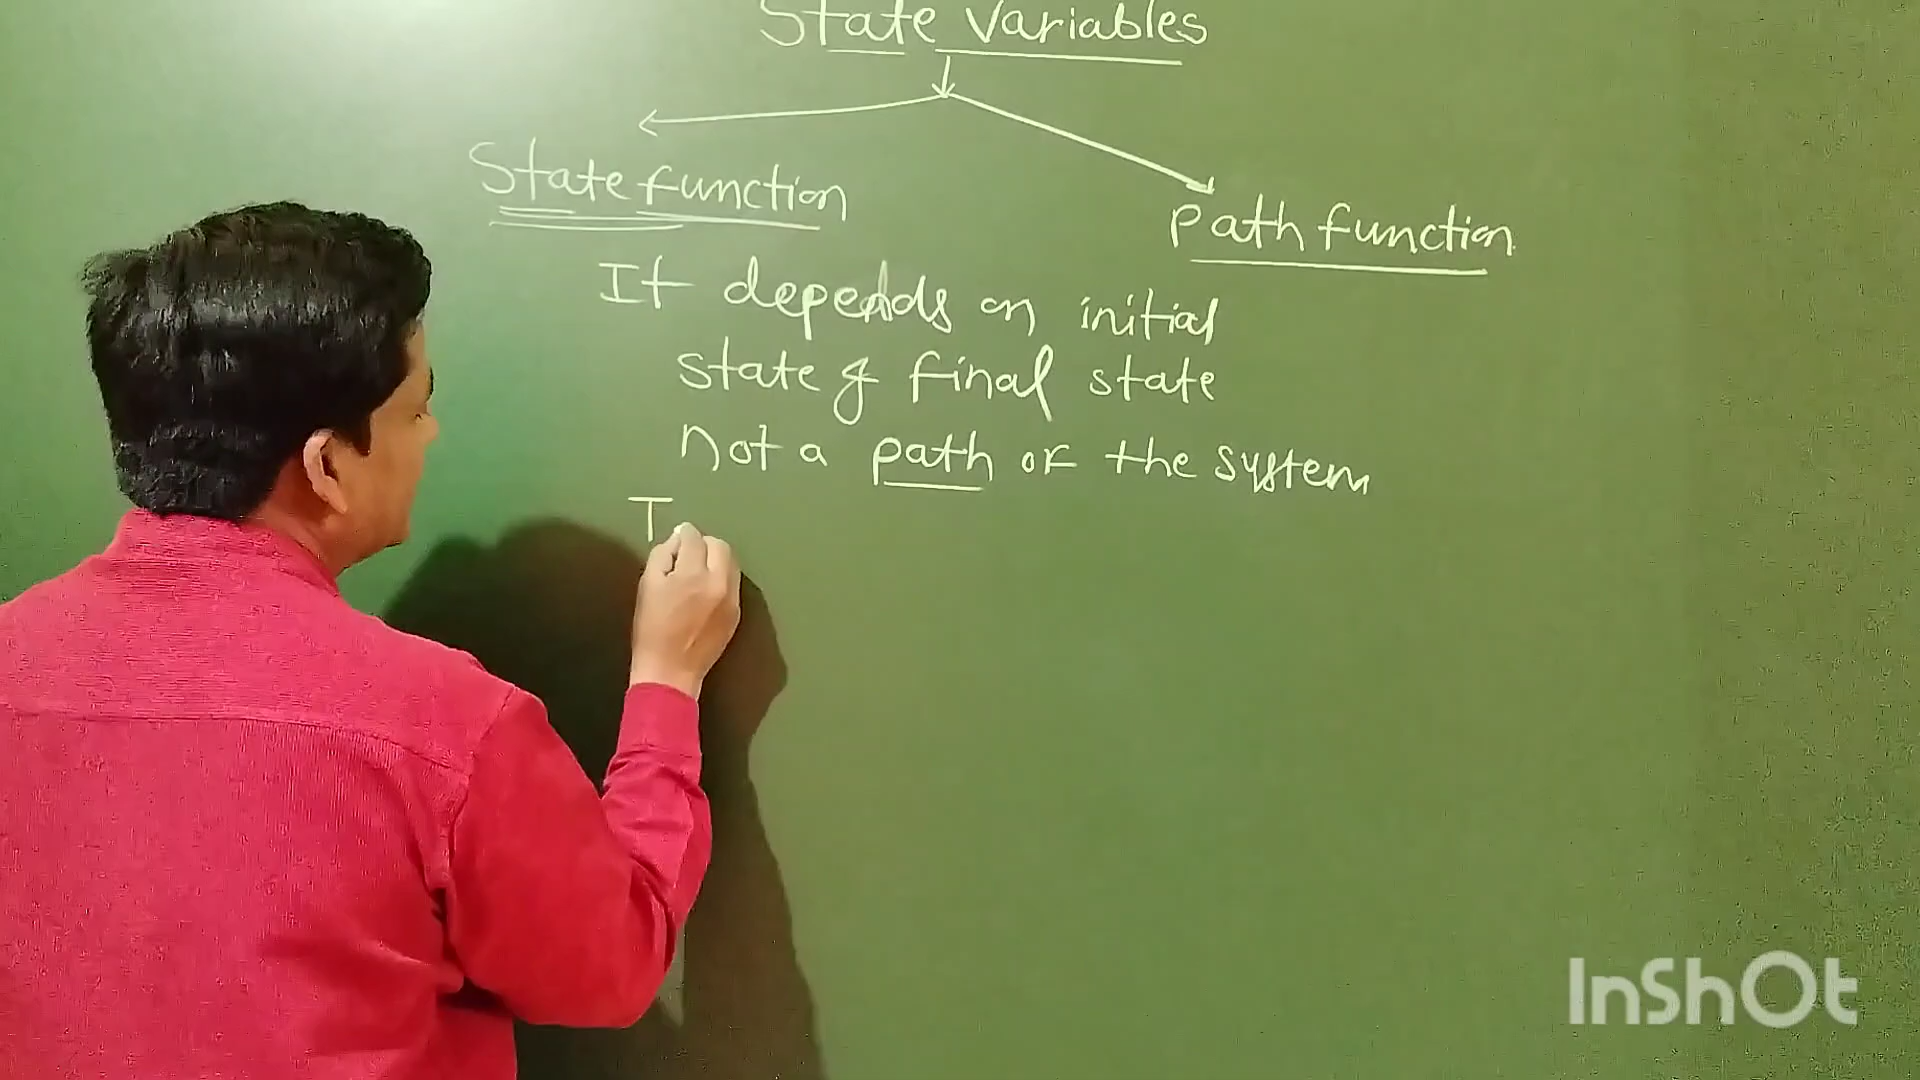 State Variables
State function
Path function
It depends on initial
state & final state
not a path of the system
T
InShOt